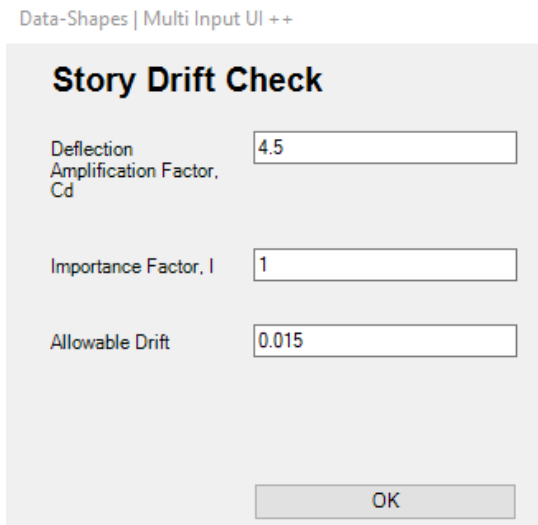 Data-Shapes | Multi Input UI ++
Story Drift Check
Deflection
Amplification Factor,
Cd
4.5
Importance Factor, I
1
Allowable Drift
0.015
OK